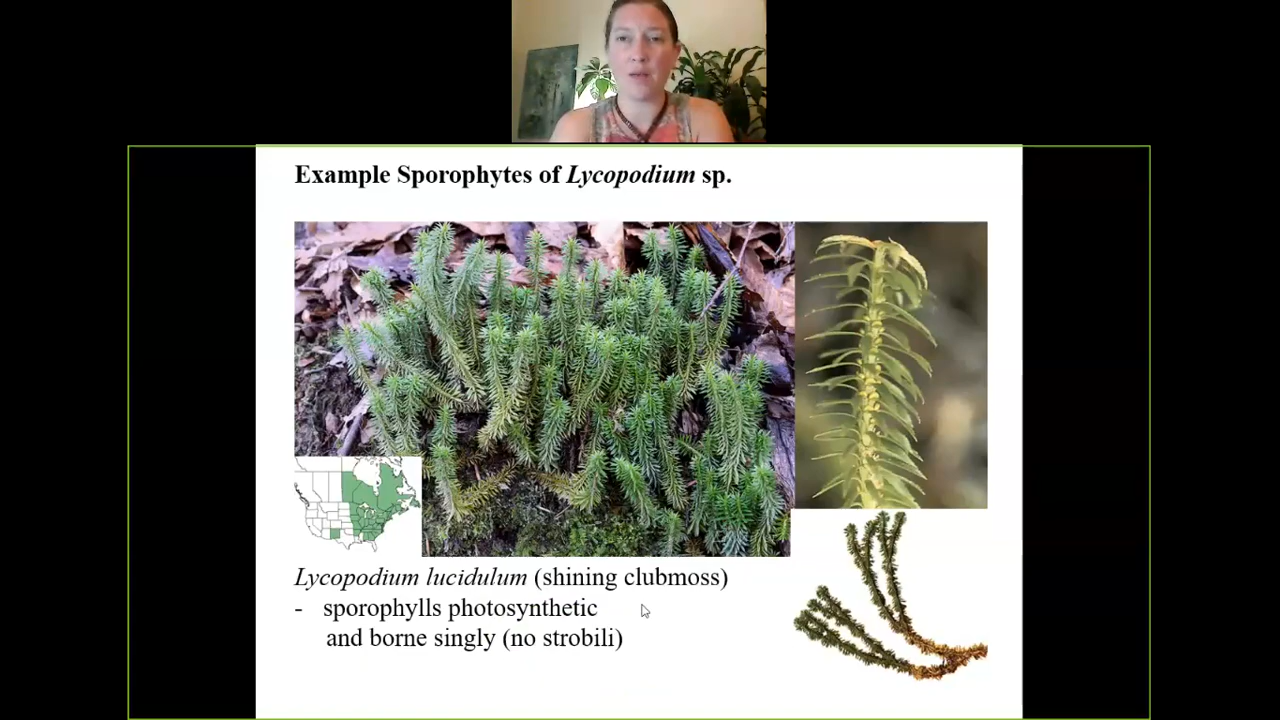 Example Sporophytes of Lycopodium sp.
Lycopodium lucidulum (shining clubmoss)
- sporophylls photosynthetic
and borne singly (no strobili)